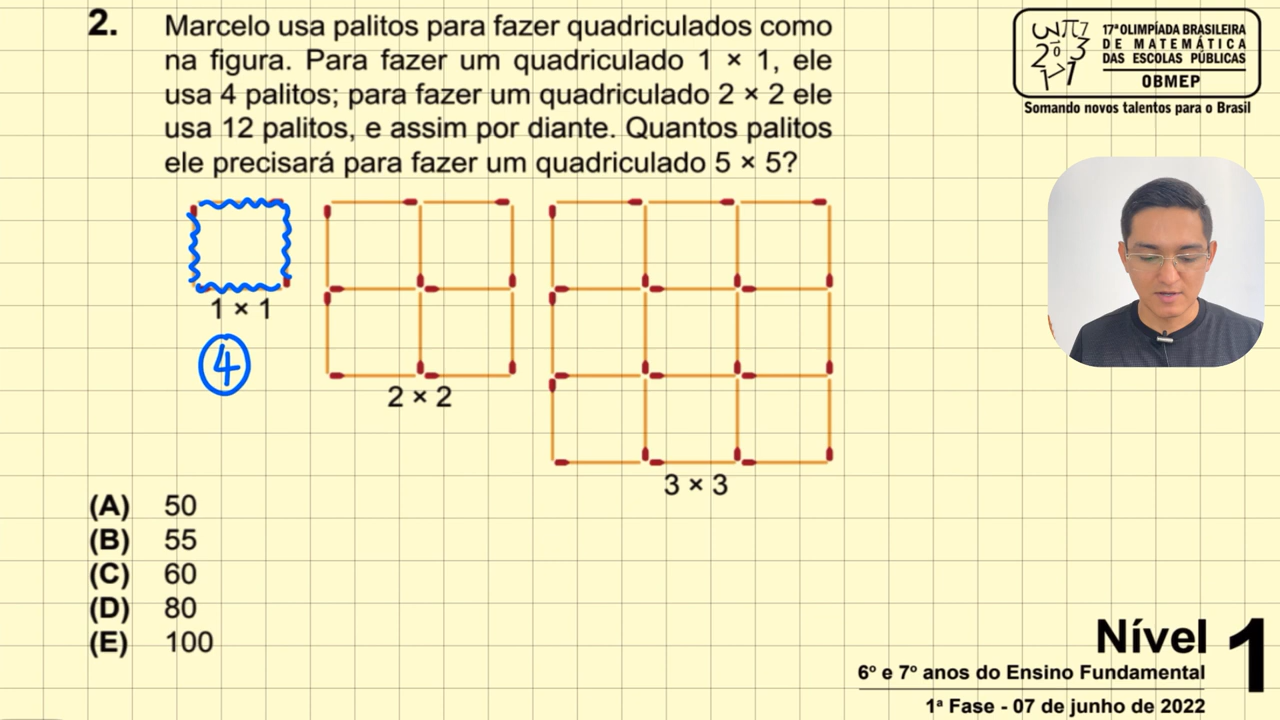 2. Marcelo usa palitos para fazer quadriculados como
na figura. Para fazer um quadriculado 1 × 1, ele
usa 4 palitos; para fazer um quadriculado 2 × 2 ele
usa 12 palitos, e assim por diante. Quantos palitos
ele precisará para fazer um quadriculado 5 × 5?
17ª OLIMPÍADA BRASILEIRA
DE MATEMÁTICA
DAS ESCOLAS PÚBLICAS
OBMEP
Somando novos talentos para o Brasil
1 × 1
4
2 × 2
3 × 3
(A) 50
(B) 55
(C) 60
(D) 80
(E) 100
Nível 1
6º e 7º anos do Ensino Fundamental
1ª Fase - 07 de junho de 2022